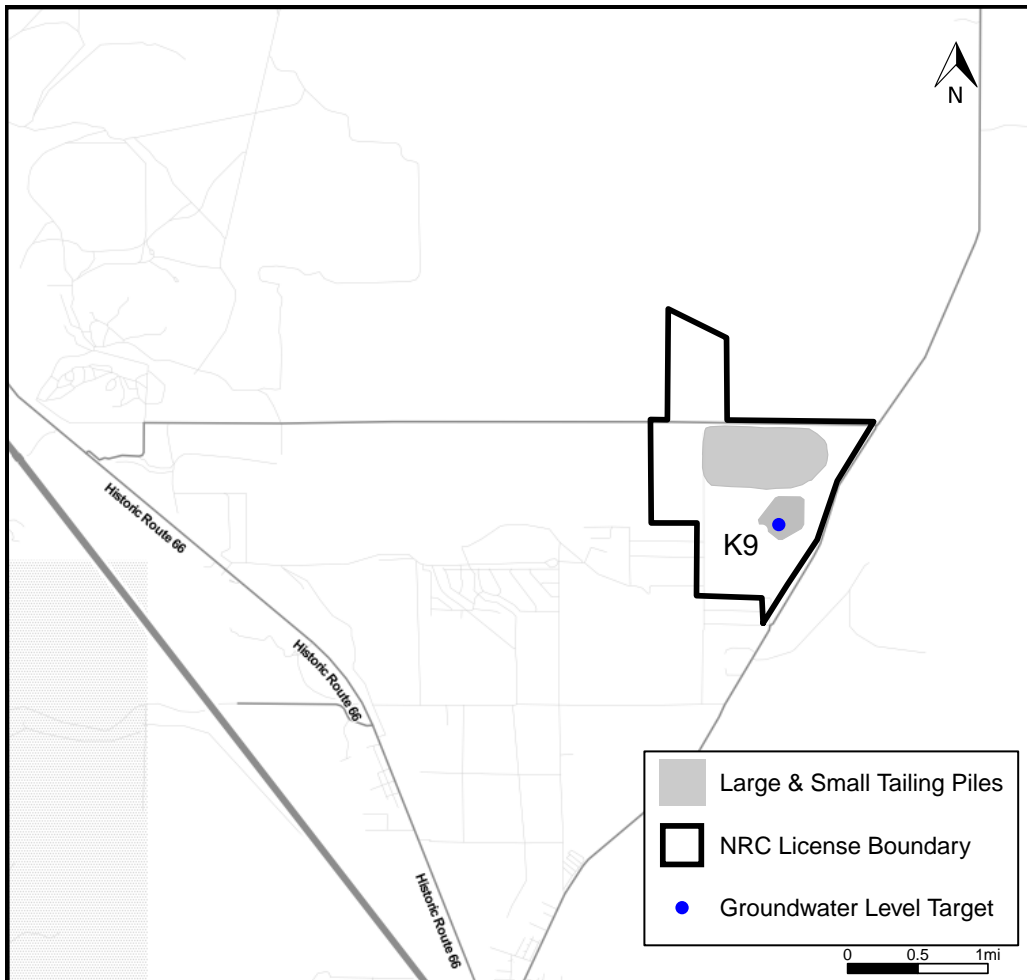 N
Historic Route 66
K9
Historic Route 66
Large & Small Tailing Piles
NRC License Boundary
Historic Route 66
Groundwater Level Target
0 0.5 1mi